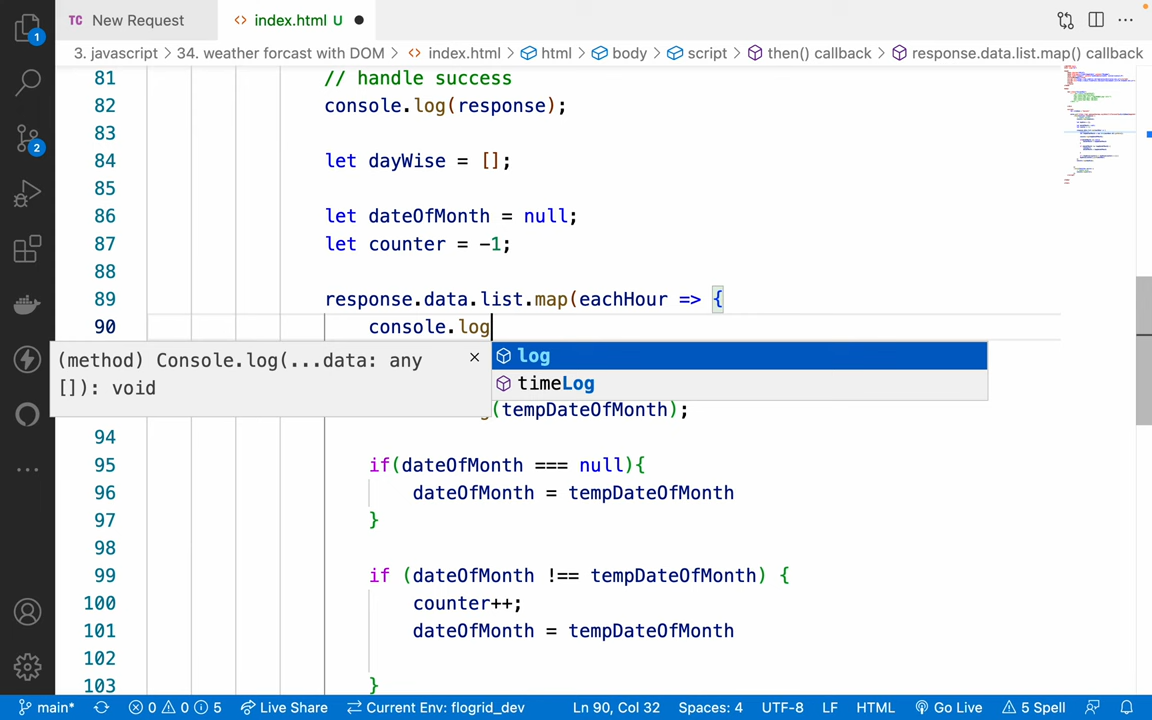 TC New Request
<> index.html U ●
3. javascript > 34. weather forcast with DOM > <> index.html > html > body > script > then() callback > response.data.list.map() callback
81 // handle success
82 console.log(response);
83
84 let dayWise = [];
85
86 let dateOfMonth = null;
87 let counter = -1;
88
89 response.data.list.map(eachHour => {
90 console.log
(method) Console.log(...data: any []): void ×
log
timeLog
(tempDateOfMonth);
94
95 if(dateOfMonth === null){
96 dateOfMonth = tempDateOfMonth
97 }
98
99 if (dateOfMonth !== tempDateOfMonth) {
100 counter++;
101 dateOfMonth = tempDateOfMonth
102
103 }
1
2
main* 0 0 5 Live Share Current Env: flogrid_dev Ln 90, Col 32 Spaces: 4 UTF-8 LF HTML Go Live 5 Spell